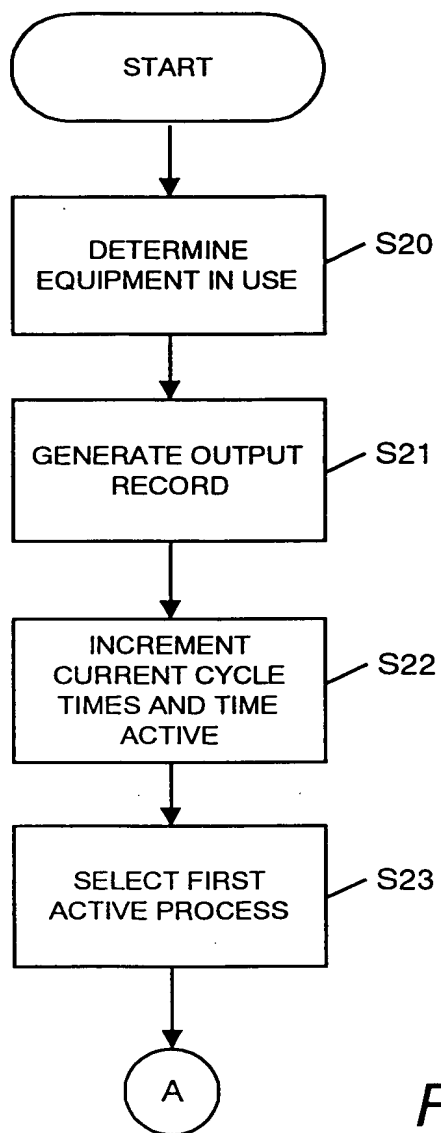 START
DETERMINE
EQUIPMENT IN USE
S20
GENERATE OUTPUT
RECORD
S21
INCREMENT
CURRENT CYCLE
TIMES AND TIME
ACTIVE
S22
SELECT FIRST
ACTIVE PROCESS
S23
A
F